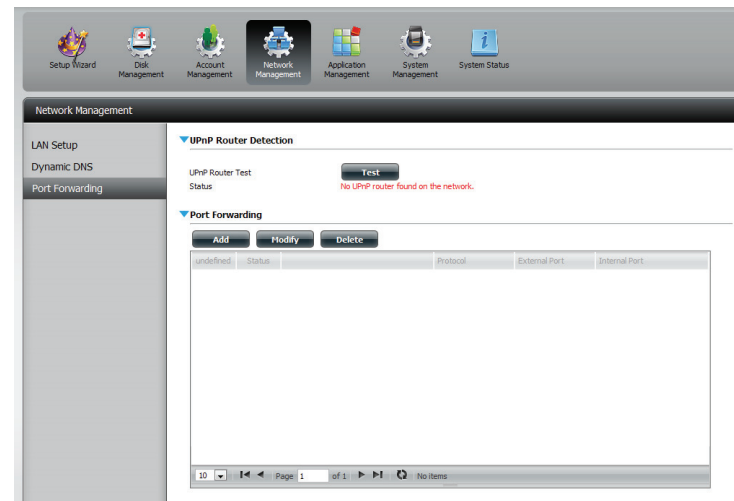 Setup Wizard
Disk Management
Account Management
Network Management
Application Management
System Management
System Status
Network Management
LAN Setup
Dynamic DNS
Port Forwarding
UPnP Router Detection
UPnP Router Test Test
Status No UPnP router found on the network.
Port Forwarding
Add Modify Delete
undefined Status Protocol External Port Internal Port
10 Page 1 of 1 No items